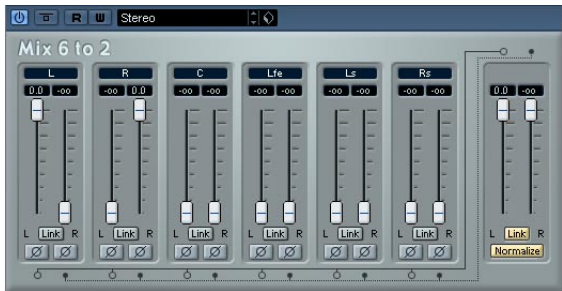 R W Stereo
Mix 6 to 2
L R C Lfe Ls Rs
0.0 -oo -oo 0.0 -oo -oo -oo -oo -oo -oo -oo -oo 0.0 -oo
L Link R L Link R L Link R L Link R L Link R L Link R L Link R
Ø Ø Ø Ø Ø Ø Ø Ø Ø Ø Ø Ø Normalize